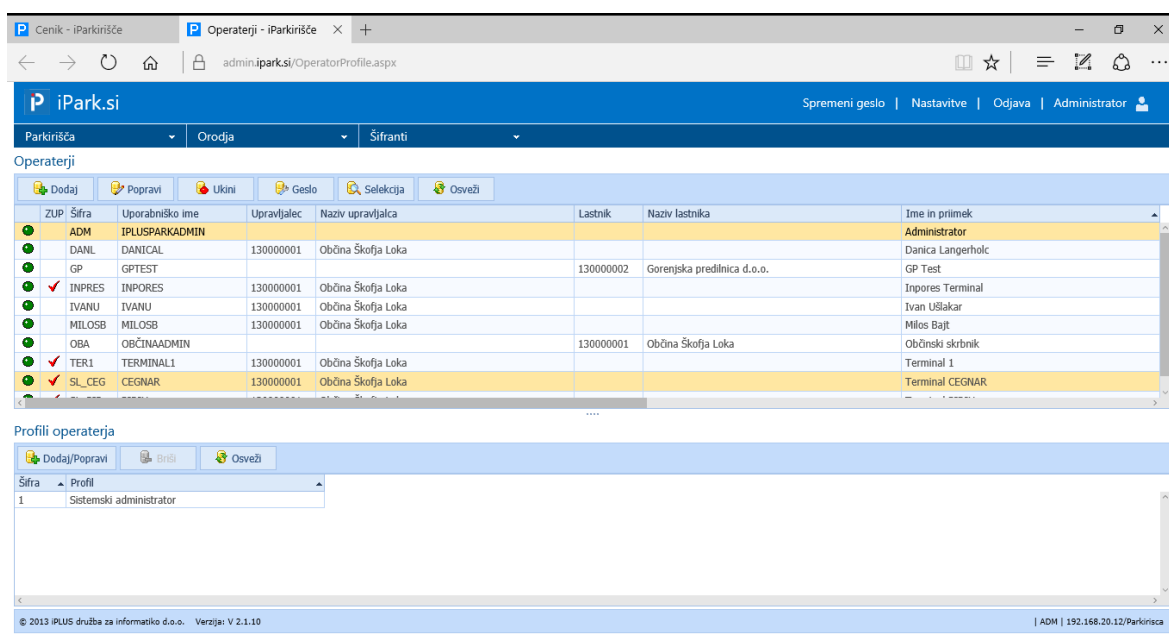 Cenik - iParkirišče
Operaterji - iParkirišče
admin.ipark.si/OperatorProfile.aspx
iPark.si
Spremeni geslo | Nastavitve | Odjava | Administrator
Parkirišča Orodja Šifranti
Operaterji
Dodaj Popravi Ukini Geslo Selekcija Osveži
ZUP Šifra Uporabniško ime Upravljalec Naziv upravljalca Lastnik Naziv lastnika Ime in priimek
ADM IPLUSPARKADMIN Administrator
DANL DANICAL 130000001 Občina Škofja Loka Danica Langerholc
GP GPTEST 130000002 Gorenjska predilnica d.o.o. GP Test
INPRES INPORES 130000001 Občina Škofja Loka Inpores Terminal
IVANU IVANU 130000001 Občina Škofja Loka Ivan Ušlakar
MILOSB MILOSB 130000001 Občina Škofja Loka Milos Bajt
OBA OBČINAADMIN 130000001 Občina Škofja Loka Občinski skrbnik
TER1 TERMINAL1 130000001 Občina Škofja Loka Terminal 1
SL_CEG CEGNAR 130000001 Občina Škofja Loka Terminal CEGNAR
Profili operaterja
Dodaj/Popravi Briši Osveži
Šifra Profil
1 Sistemski administrator
© 2013 iPLUS družba za informatiko d.o.o. Verzija: V 2.1.10
| ADM | 192.168.20.12/Parkirisca